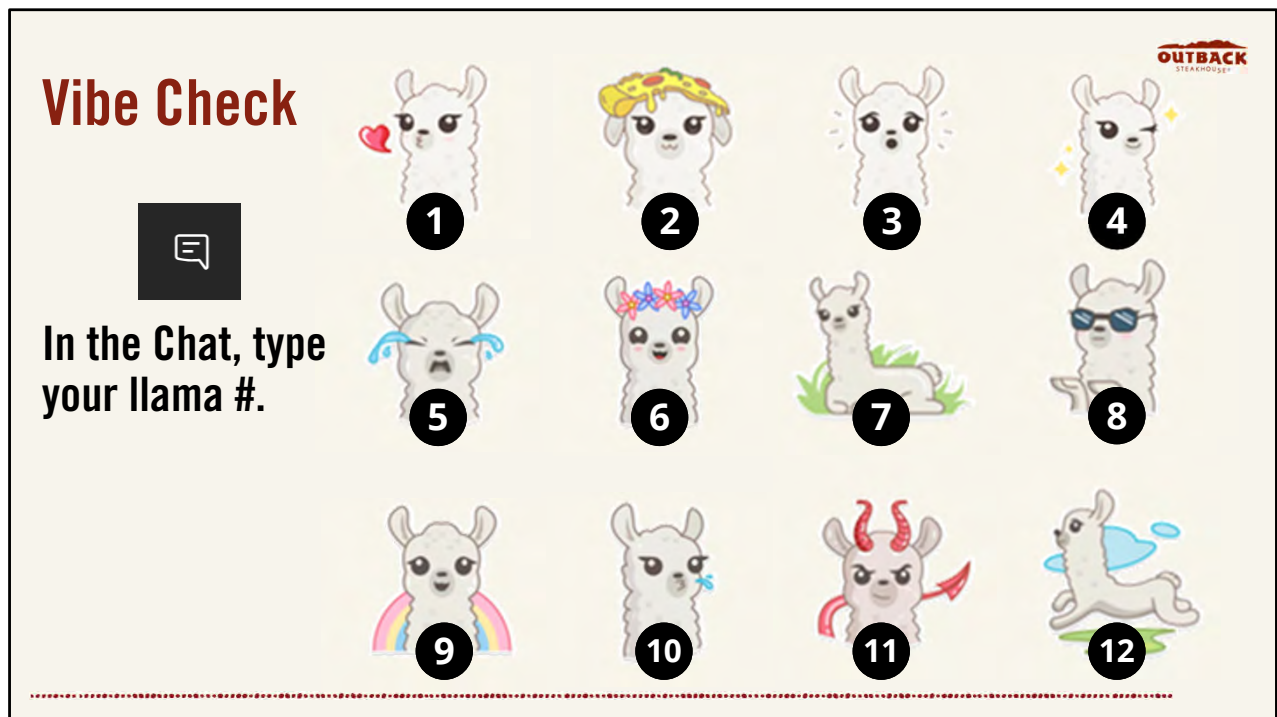 Vibe Check
OUTBACK
STEAKHOUSE®
In the Chat, type
your llama #.
1
2
3
4
5
6
7
8
9
10
11
12